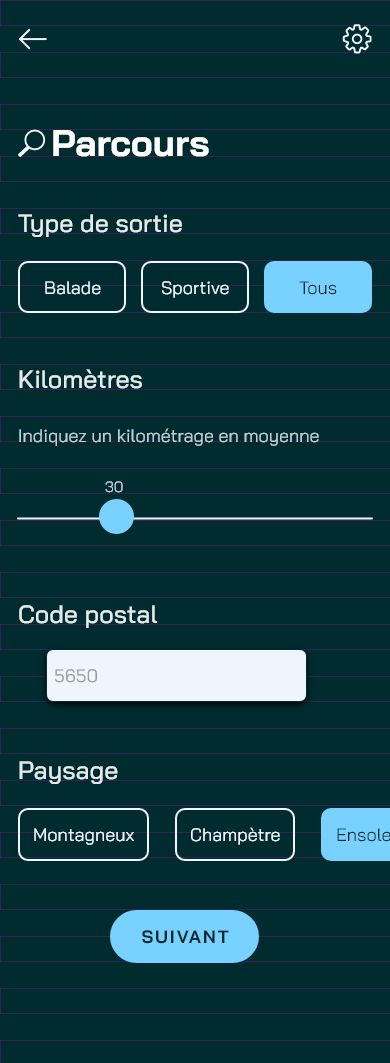 Parcours
Type de sortie
Balade Sportive Tous
Kilomètres
Indiquez un kilométrage en moyenne
30
Code postal
5650
Paysage
Montagneux Champêtre Ensole
SUIVANT